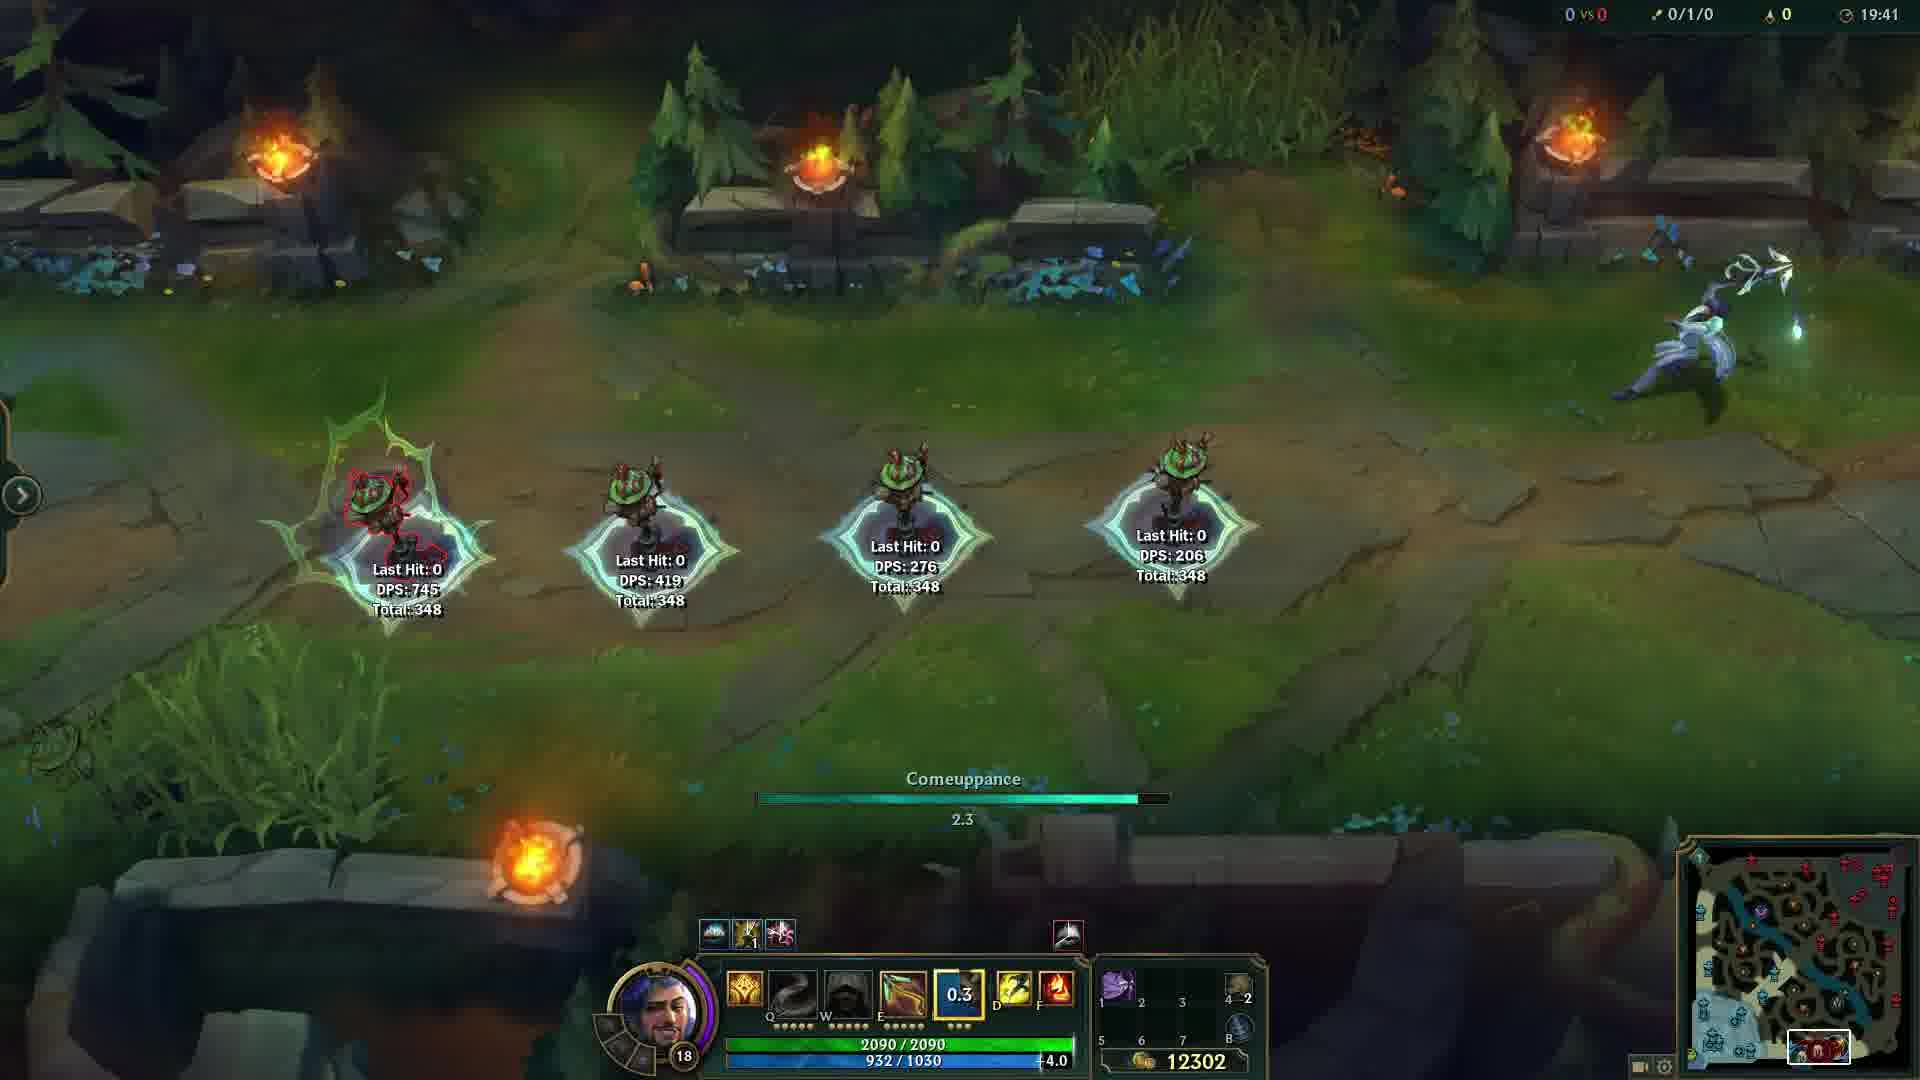 0 vs 0
0/1/0
0
19:41
Last Hit: 0
DPS: 745
Total: 348
Last Hit: 0
DPS: 419
Total: 348
Last Hit: 0
DPS: 276
Total: 348
Last Hit: 0
DPS: 206
Total: 348
Comeuppance
2.3
1
Q
W
E
0.3
D
F
18
2090 / 2090
932 / 1030
+4.0
1
2
3
4
2
5
6
7
B
12302